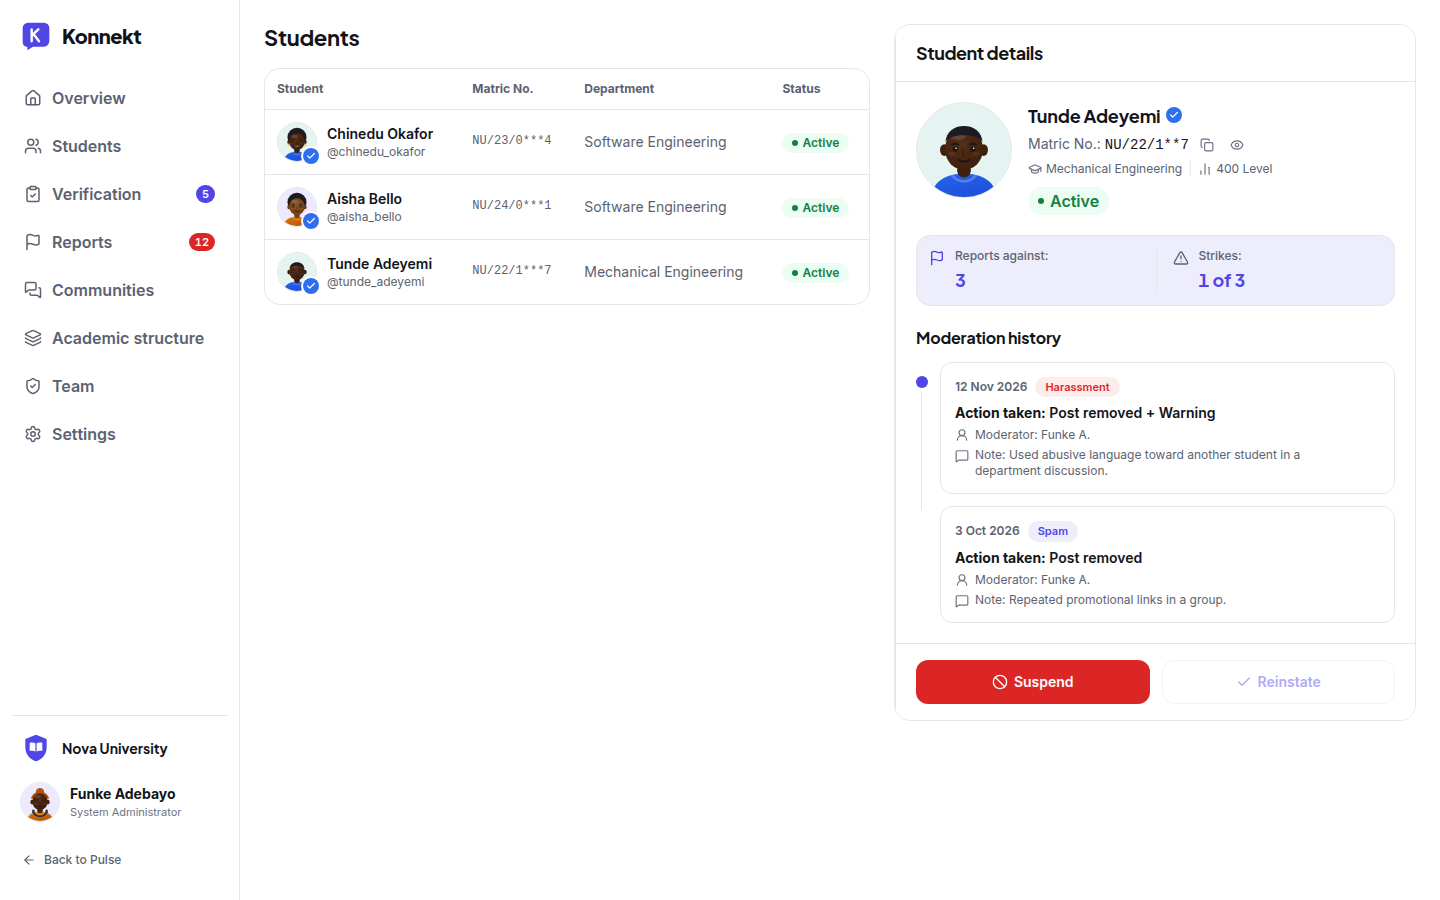 Konnekt
Overview
Students
Verification 5
Reports 12
Communities
Academic structure
Team
Settings
Nova University
Funke Adebayo
System Administrator
Back to Pulse
Students
Student Matric No. Department Status
Chinedu Okafor
@chinedu_okafor
NU/23/0***4 Software Engineering Active
Aisha Bello
@aisha_bello
NU/24/0***1 Software Engineering Active
Tunde Adeyemi
@tunde_adeyemi
NU/22/1***7 Mechanical Engineering Active
Student details
Tunde Adeyemi
Matric No.: NU/22/1**7
Mechanical Engineering 400 Level
Active
Reports against: Strikes:
3 1 of 3
Moderation history
12 Nov 2026 Harassment
Action taken: Post removed + Warning
Moderator: Funke A.
Note: Used abusive language toward another student in a
department discussion.
3 Oct 2026 Spam
Action taken: Post removed
Moderator: Funke A.
Note: Repeated promotional links in a group.
Suspend Reinstate